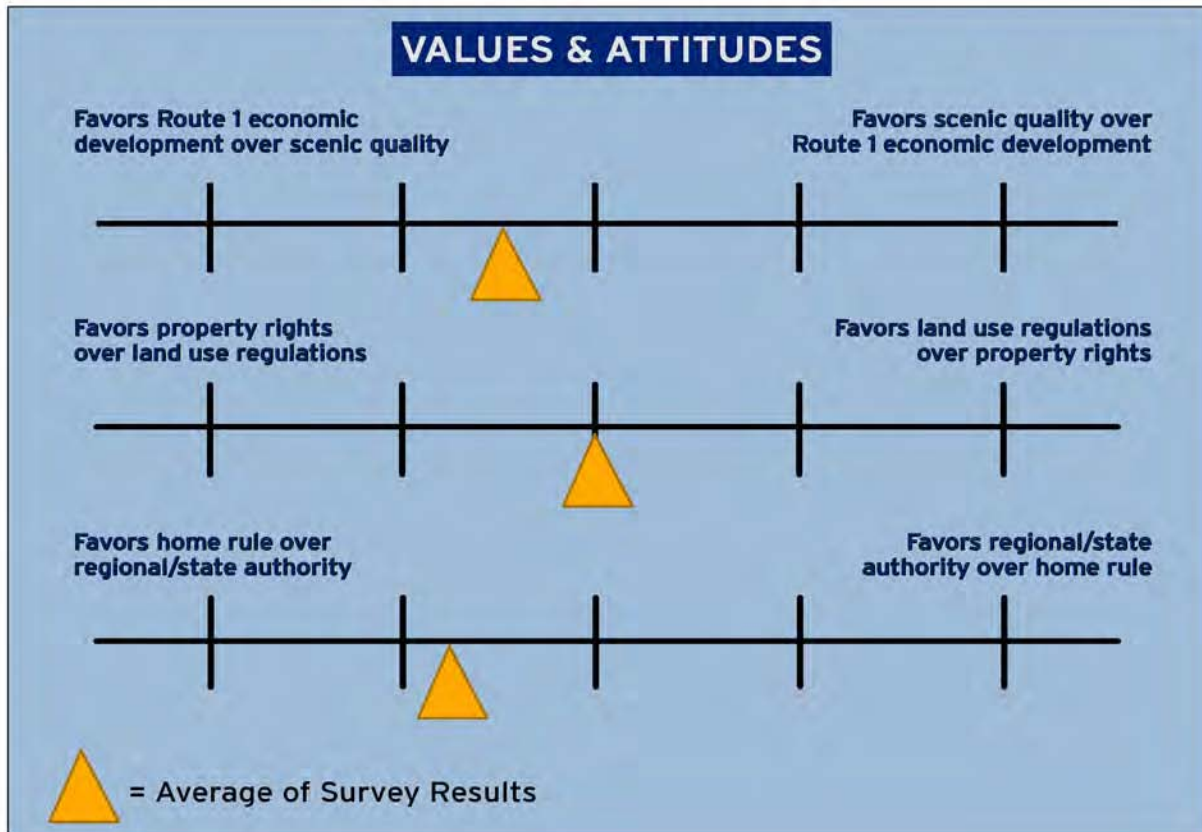 VALUES & ATTITUDES
Favors Route 1 economic
development over scenic quality
Favors scenic quality over
Route 1 economic development
Favors property rights
over land use regulations
Favors land use regulations
over property rights
Favors home rule over
regional/state authority
Favors regional/state
authority over home rule
= Average of Survey Results